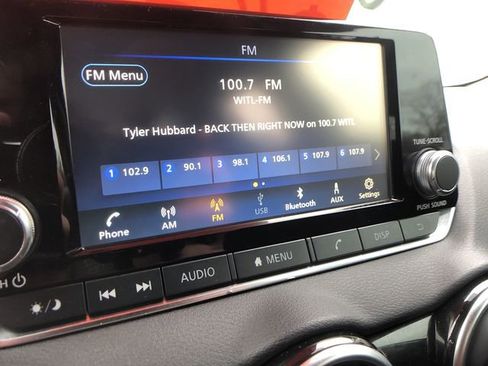 FM
FM Menu
100.7 FM
WITL-FM
Tyler Hubbard - BACK THEN RIGHT NOW on 100.7 WITL
1 102.9 2 90.1 3 98.1 4 106.1 5 107.9 6 107.9
Phone AM FM USB Bluetooth AUX Settings
TUNE·SCROLL
PUSH SOUND
AUDIO MENU DISP